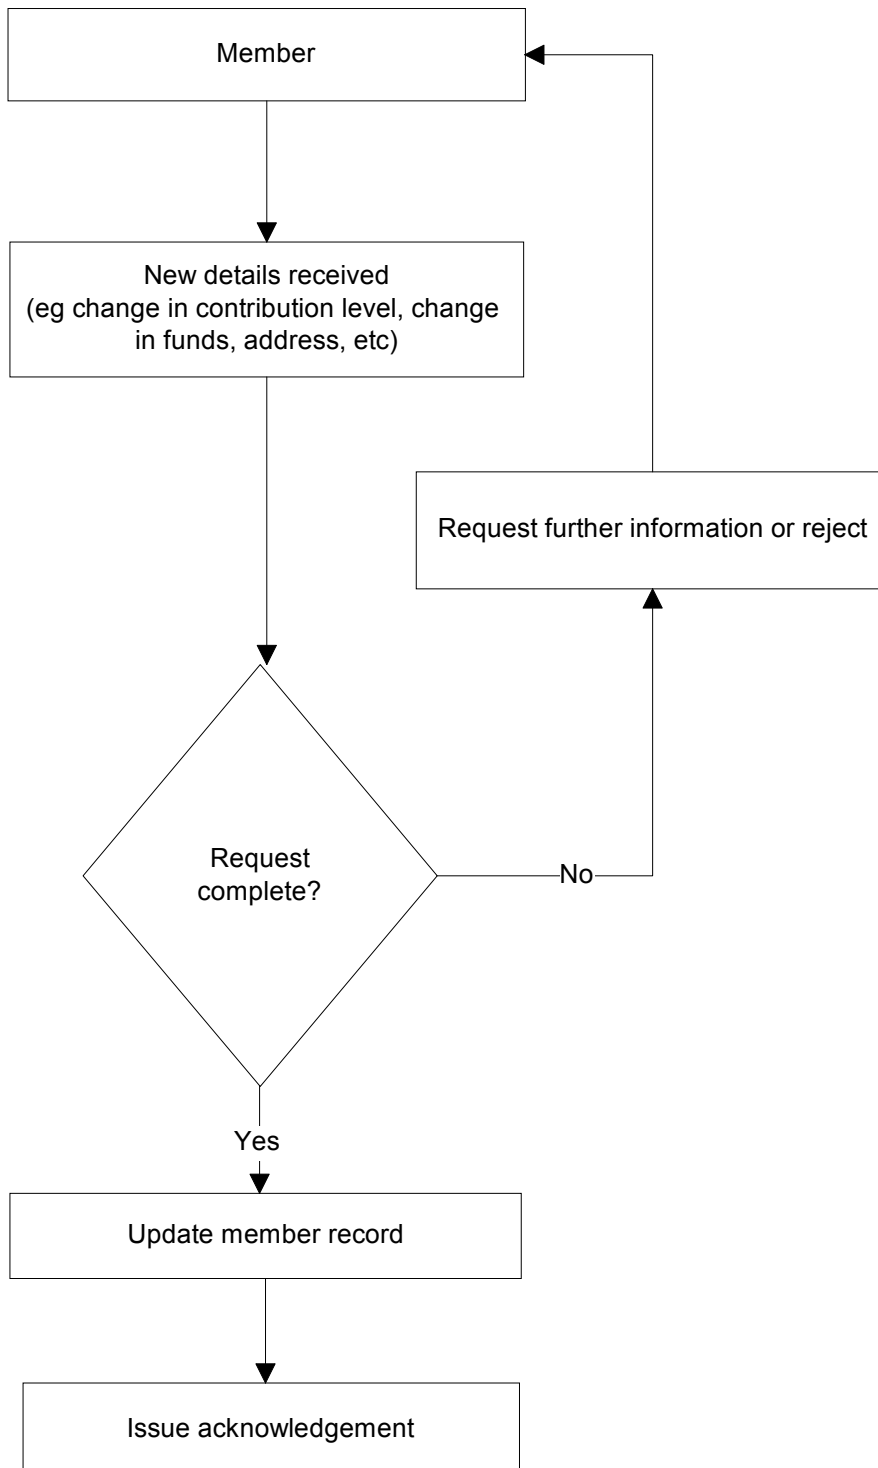 Member
New details received
(eg change in contribution level, change
in funds, address, etc)
Request further information or reject
Request
complete?
No
Yes
Update member record
Issue acknowledgement